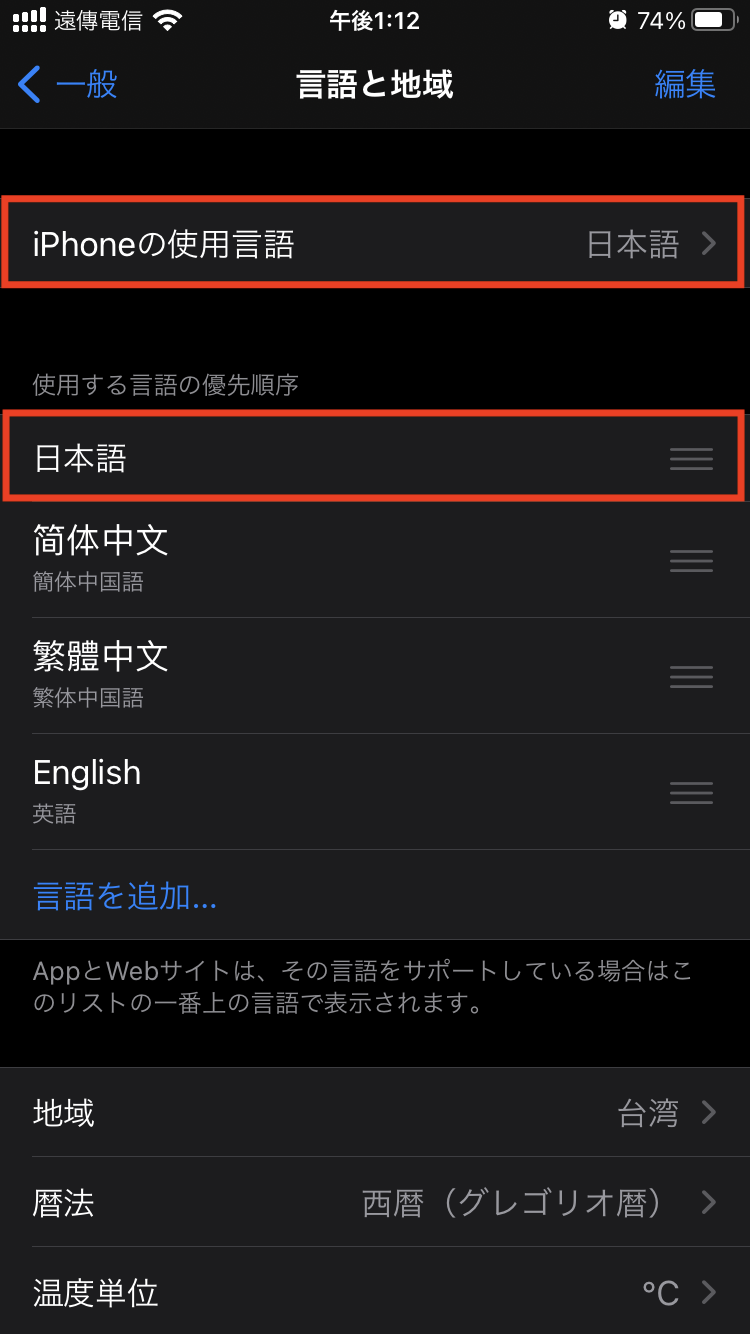 遠傳電信 午後1:12 74%
一般 言語と地域 編集
iPhoneの使用言語 日本語
使用する言語の優先順序
日本語
简体中文
簡体中国語
繁體中文
繁体中国語
English
英語
言語を追加...
AppとWebサイトは、その言語をサポートしている場合はこ
のリストの一番上の言語で表示されます。
地域 台湾
暦法 西暦（グレゴリオ暦）
温度単位 °C